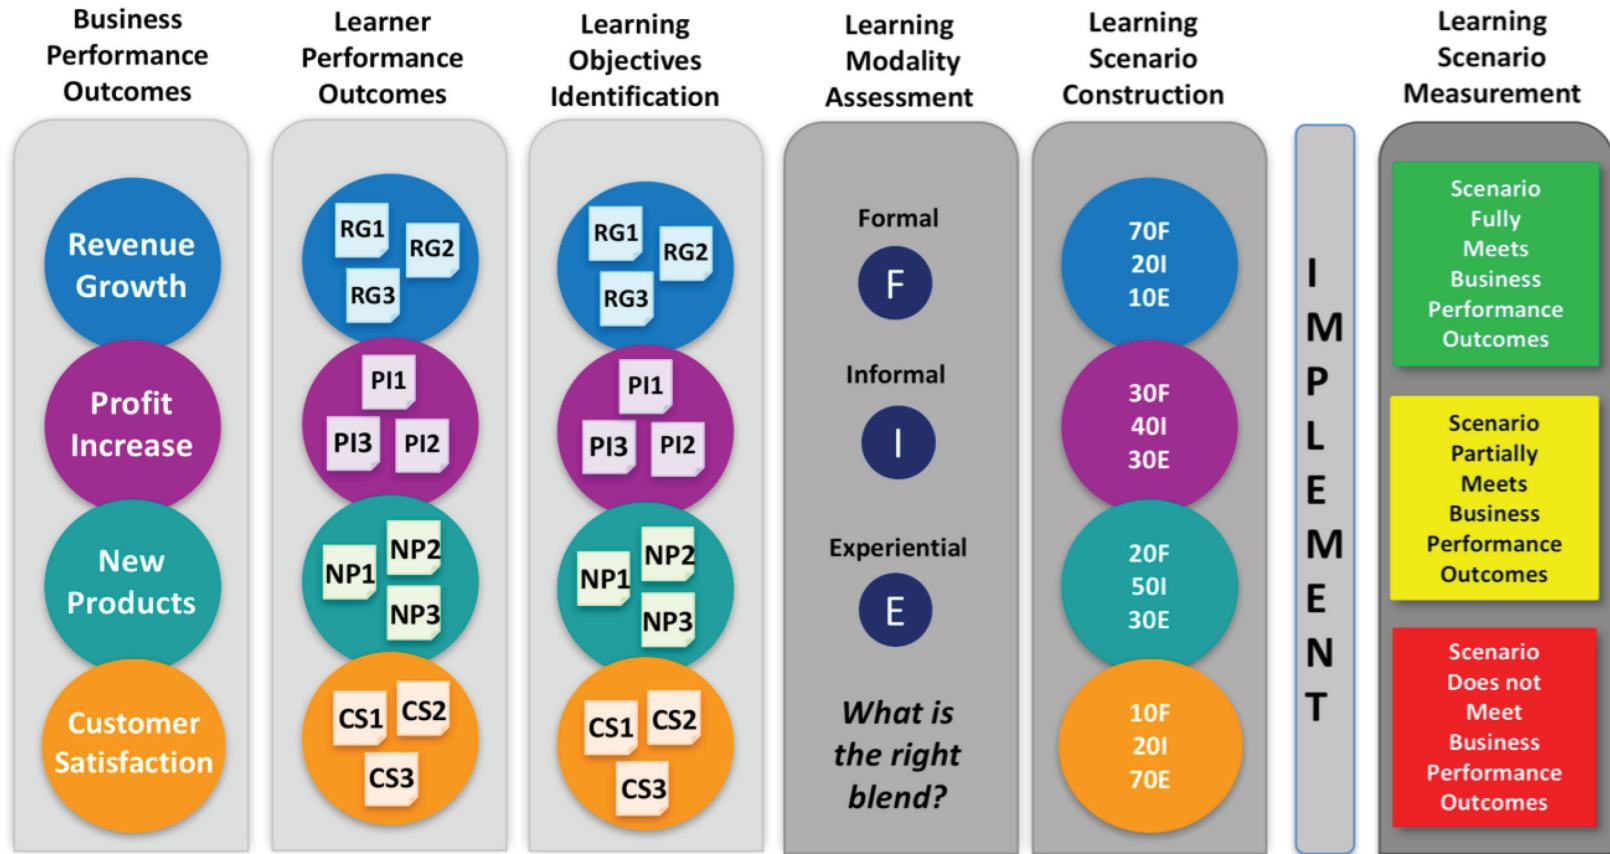 Business
Performance
Outcomes
Learner
Performance
Outcomes
Learning
Objectives
Identification
Learning
Modality
Assessment
Learning
Scenario
Construction
Learning
Scenario
Measurement
Revenue
Growth
Profit
Increase
New
Products
Customer
Satisfaction
RG1
RG2
RG3
PI1
PI3
PI2
NP2
NP1
NP3
CS2
CS1
CS3
RG1
RG2
RG3
PI1
PI3
PI2
NP2
NP1
NP3
CS2
CS1
CS3
Formal
F
Informal
I
Experiential
E
What is
the right
blend?
70F
20I
10E
30F
40I
30E
20F
50I
30E
10F
20I
70E
I
M
P
L
E
M
E
N
T
Scenario
Fully
Meets
Business
Performance
Outcomes
Scenario
Partially
Meets
Business
Performance
Outcomes
Scenario
Does not
Meet
Business
Performance
Outcomes